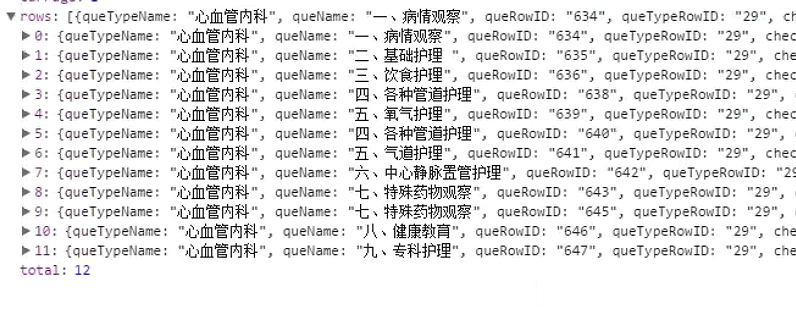 rows: [{queTypeName: "心血管内科", queName: "一、病情观察", queRowID: "634", queTypeRowID: "29", ch
0: {queTypeName: "心血管内科", queName: "一、病情观察", queRowID: "634", queTypeRowID: "29", chec
1: {queTypeName: "心血管内科", queName: "二、基础护理 ", queRowID: "635", queTypeRowID: "29", che
2: {queTypeName: "心血管内科", queName: "三、饮食护理", queRowID: "636", queTypeRowID: "29", chec
3: {queTypeName: "心血管内科", queName: "四、各种管道护理", queRowID: "638", queTypeRowID: "29",
4: {queTypeName: "心血管内科", queName: "五、氧气护理", queRowID: "639", queTypeRowID: "29", chec
5: {queTypeName: "心血管内科", queName: "四、各种管道护理", queRowID: "640", queTypeRowID: "29",
6: {queTypeName: "心血管内科", queName: "五、气道护理", queRowID: "641", queTypeRowID: "29", chec
7: {queTypeName: "心血管内科", queName: "六、中心静脉置管护理", queRowID: "642", queTypeRowID: "29
8: {queTypeName: "心血管内科", queName: "七、特殊药物观察", queRowID: "643", queTypeRowID: "29",
9: {queTypeName: "心血管内科", queName: "七、特殊药物观察", queRowID: "645", queTypeRowID: "29",
10: {queTypeName: "心血管内科", queName: "八、健康教育", queRowID: "646", queTypeRowID: "29", che
11: {queTypeName: "心血管内科", queName: "九、专科护理", queRowID: "647", queTypeRowID: "29", che
total: 12